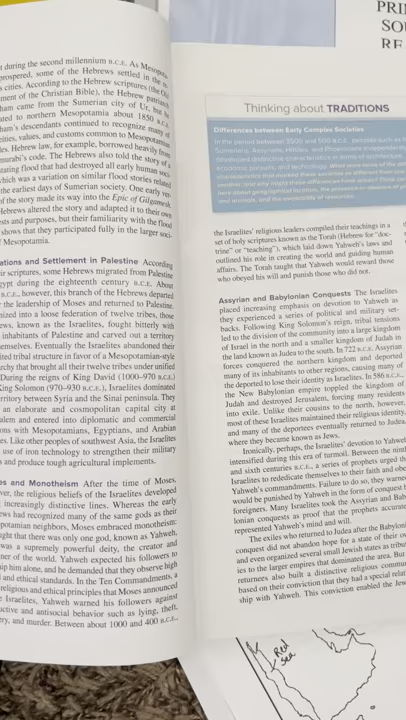 during the second millennium B.C.E. As
prospered, some of the Hebrews settled in the
cities. According to the Hebrew scriptures (the
ment of the Christian Bible), the Hebrew
ham came from the Sumerian city of Ur, but
ated to northern Mesopotamia about 1850 B.C.E.
ham's descendants continued to recognize many of
eities, values, and customs common to
es. Hebrew law, for example, borrowed heavily from
murabi's code. The Hebrews also told the story of a
tating flood that had destroyed all early human
which was a variation on similar flood stories related
the earliest days of Sumerian society. One early
of the story made its way into the Epic of Gilgamesh.
Hebrews altered the story and adapted it to their own
ests and purposes, but their familiarity with the flood
shows that they participated fully in the larger
f Mesopotamia.
ations and Settlement in Palestine According
ir scriptures, some Hebrews migrated from Palestine
gypt during the eighteenth century B.C.E. About
B.C.E., however, this branch of the Hebrews departed
the leadership of Moses and returned to Palestine.
nized into a loose federation of twelve tribes, those
ews, known as the Israelites, fought bitterly with
inhabitants of Palestine and carved out a territory
emselves. Eventually the Israelites abandoned their
ited tribal structure in favor of a Mesopotamian-style
rchy that brought all their twelve tribes under unified
During the reigns of King David (1000–970 B.C.E.)
King Solomon (970–930 B.C.E.), Israelites dominated
rritory between Syria and the Sinai peninsula. They
an elaborate and cosmopolitan capital city at
alem and entered into diplomatic and commercial
ons with Mesopotamians, Egyptians, and Arabian
es. Like other peoples of southwest Asia, the Israelites
use of iron technology to strengthen their military
s and produce tough agricultural implements.
es and Monotheism After the time of Moses,
ver, the religious beliefs of the Israelites developed
increasingly distinctive lines. Whereas the early
ews had recognized many of the same gods as their
potamian neighbors, Moses embraced monotheism:
ght that there was only one god, known as Yahweh,
was a supremely powerful deity, the creator and
ner of the world. Yahweh expected his followers to
ip him alone, and he demanded that they observe high
and ethical standards. In the Ten Commandments, a
religious and ethical principles that Moses announced
Israelites, Yahweh warned his followers against
uctive and antisocial behavior such as lying, theft,
ry, and murder. Between about 1000 and 400 B.C.E.,
PRI
SO
RE
Thinking about TRADITIONS
Differences between Early Complex Societies
In the period between 3500 and 500 B.C.E., peoples such as
the Israelites' religious leaders compiled their teachings in a
set of holy scriptures known as the Torah (Hebrew for "doc-
trine" or "teaching"), which laid down Yahweh's laws and
outlined his role in creating the world and guiding human
affairs. The Torah taught that Yahweh would reward those
who obeyed his will and punish those who did not.
Assyrian and Babylonian Conquests The Israelites
placed increasing emphasis on devotion to Yahweh as
they experienced a series of political and military set-
backs. Following King Solomon's reign, tribal tensions
led to the division of the community into a large kingdom
of Israel in the north and a smaller kingdom of Judah in
the land known as Judea to the south. In 722 B.C.E. Assyrian
forces conquered the northern kingdom and deported
many of its inhabitants to other regions, causing many of
the deported to lose their identity as Israelites. In 586 B.C.E.,
the New Babylonian empire toppled the kingdom of
Judah and destroyed Jerusalem, forcing many residents
into exile. Unlike their cousins to the north, however,
most of these Israelites maintained their religious identity,
and many of the deportees eventually returned to Judea,
where they became known as Jews.
Ironically, perhaps, the Israelites' devotion to Yahweh
intensified during this era of turmoil. Between the
and sixth centuries B.C.E., a series of prophets urged the
Israelites to rededicate themselves to their faith and
Yahweh's commandments. Failure to do so, they warned
would be punished by Yahweh in the form of conquest
foreigners. Many Israelites took the Assyrian and Bab
lonian conquests as proof that the prophets accurate
represented Yahweh's mind and will.
The exiles who returned to Judea after the Babyloni
conquest did not abandon hope for a state of their
and even organized several small Jewish states as
ies to the larger empires that dominated the area. But
returnees also built a distinctive religious commu
based on their conviction that they had a special relat
ship with Yahweh. This conviction enabled the Jew
Red
sea